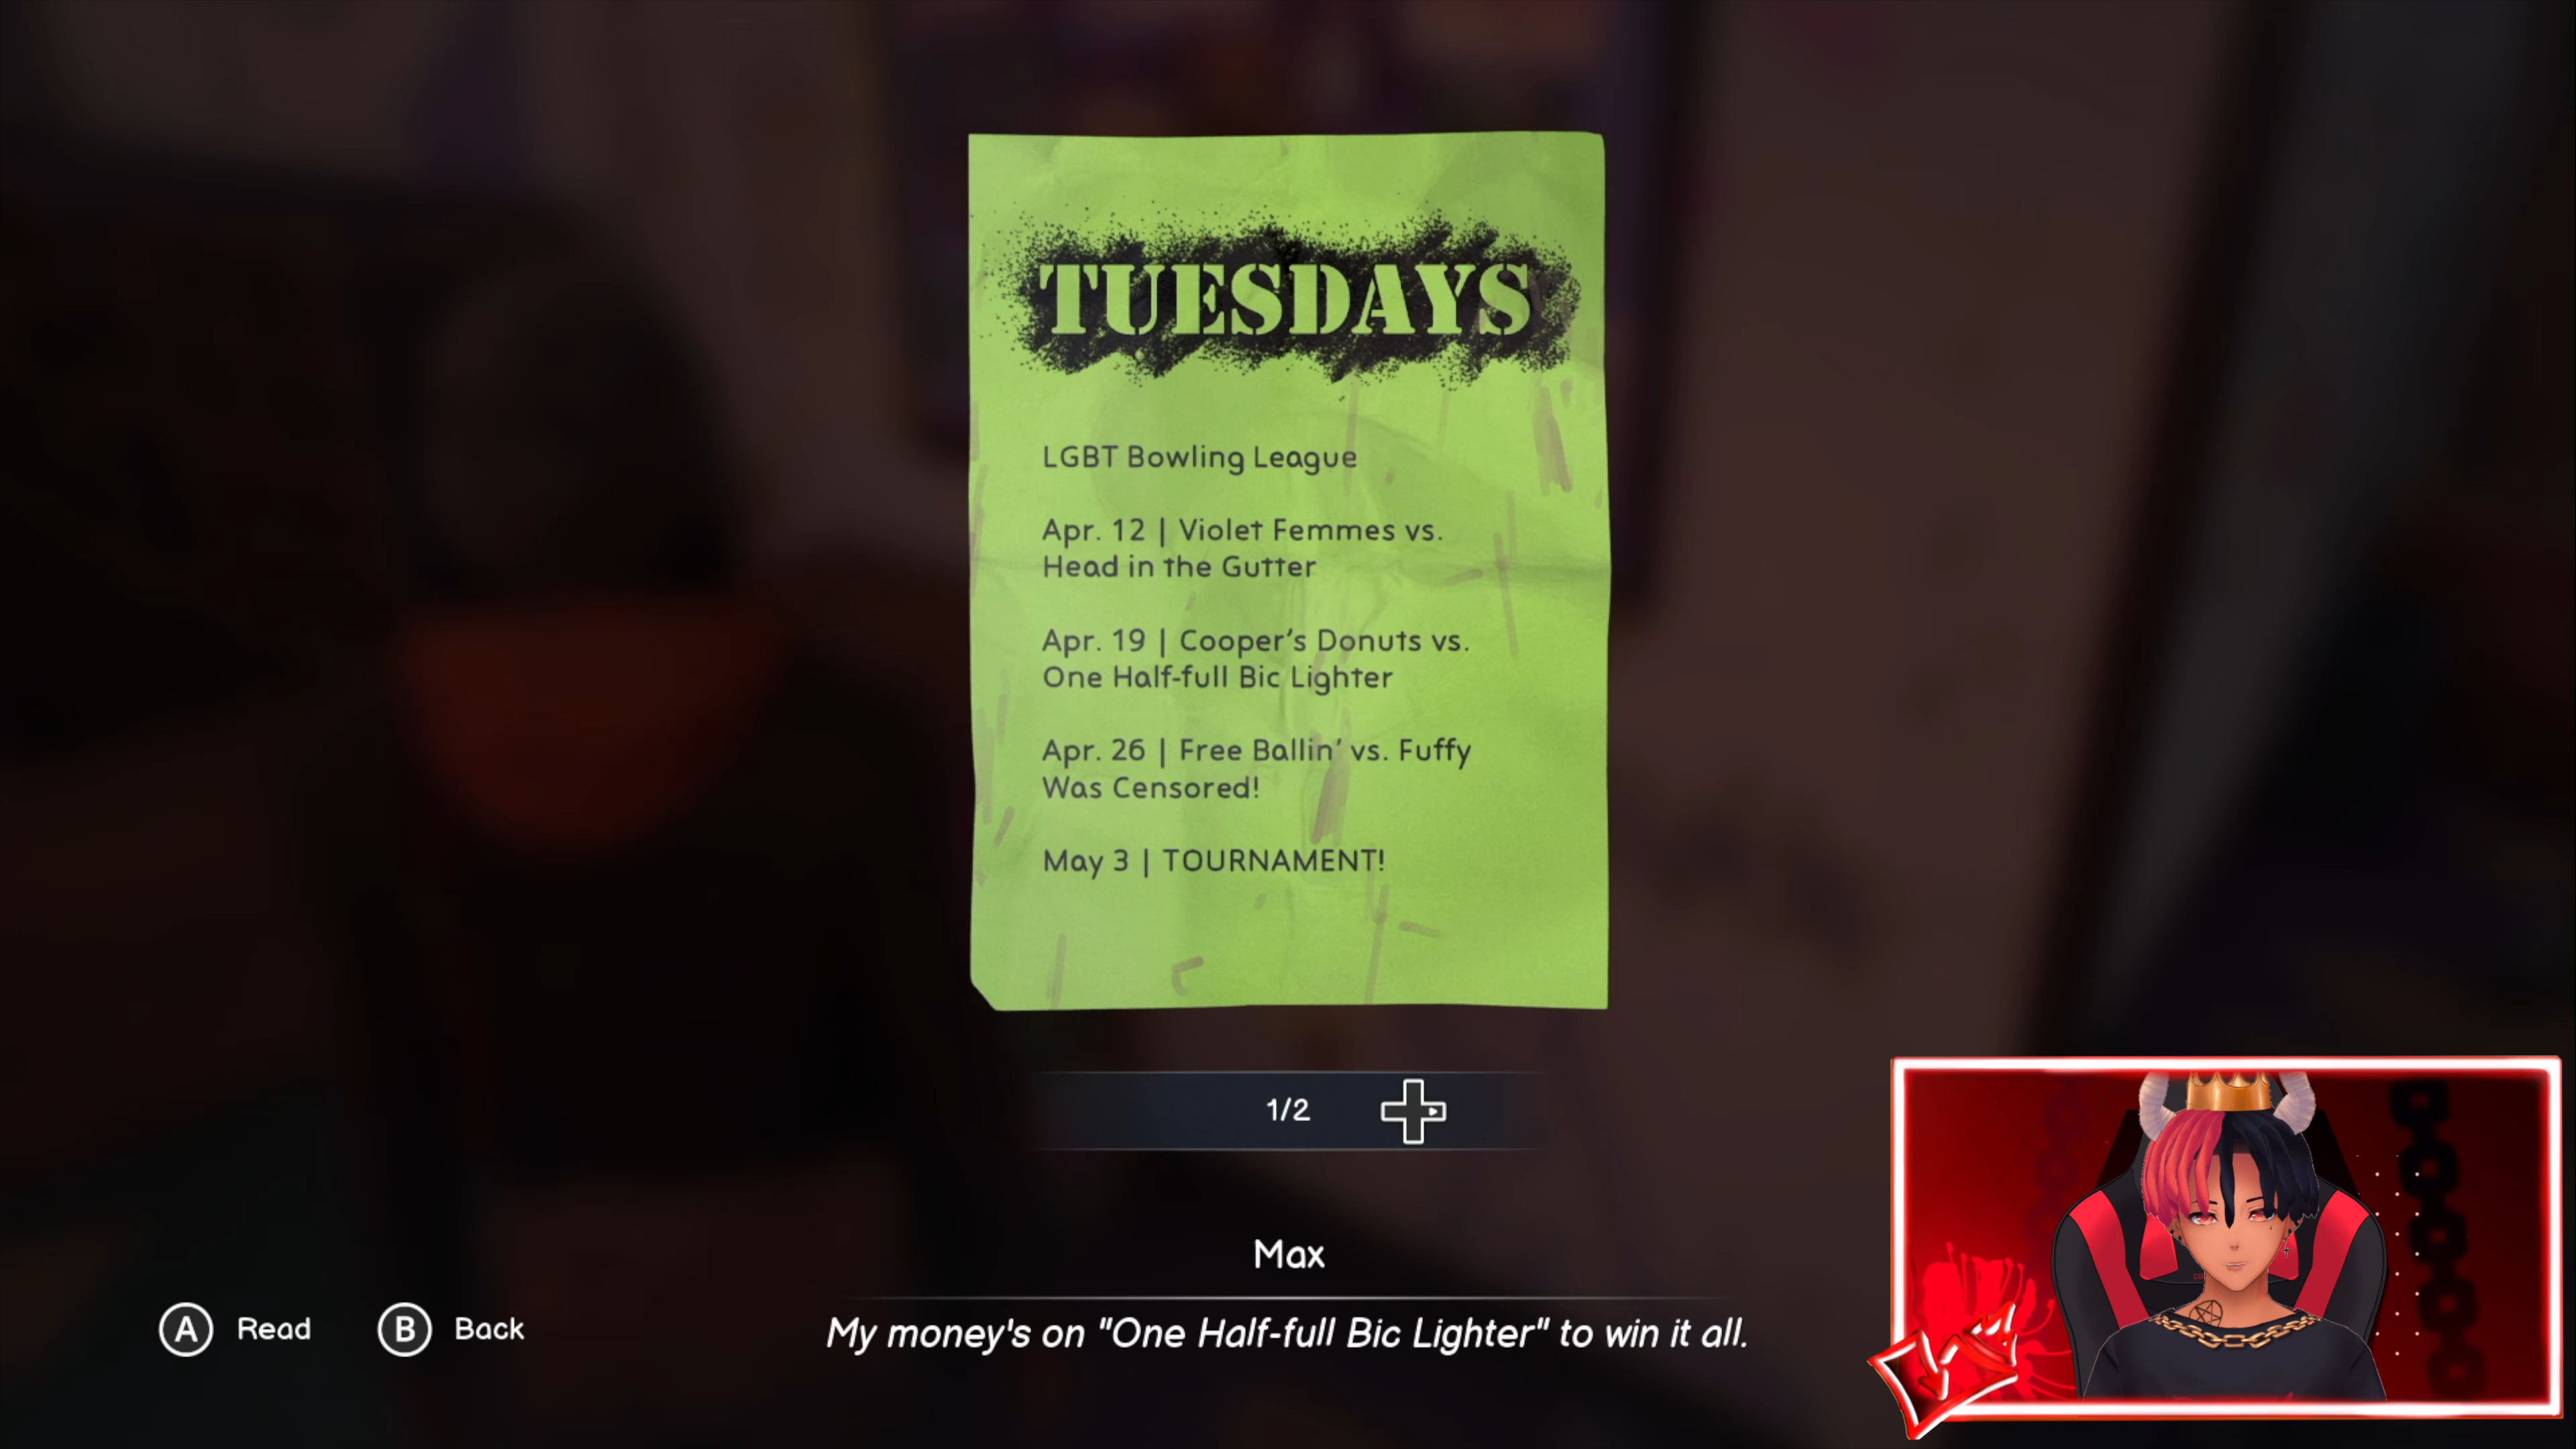 TUESDAYS
LGBT Bowling League
Apr. 12 | Violet Femmes vs.
Head in the Gutter
Apr. 19 | Cooper's Donuts vs.
One Half-full Bic Lighter
Apr. 26 | Free Ballin' vs. Fuffy
Was Censored!
May 3 | TOURNAMENT!
1/2
Max
A Read B Back
My money's on "One Half-full Bic Lighter" to win it all.